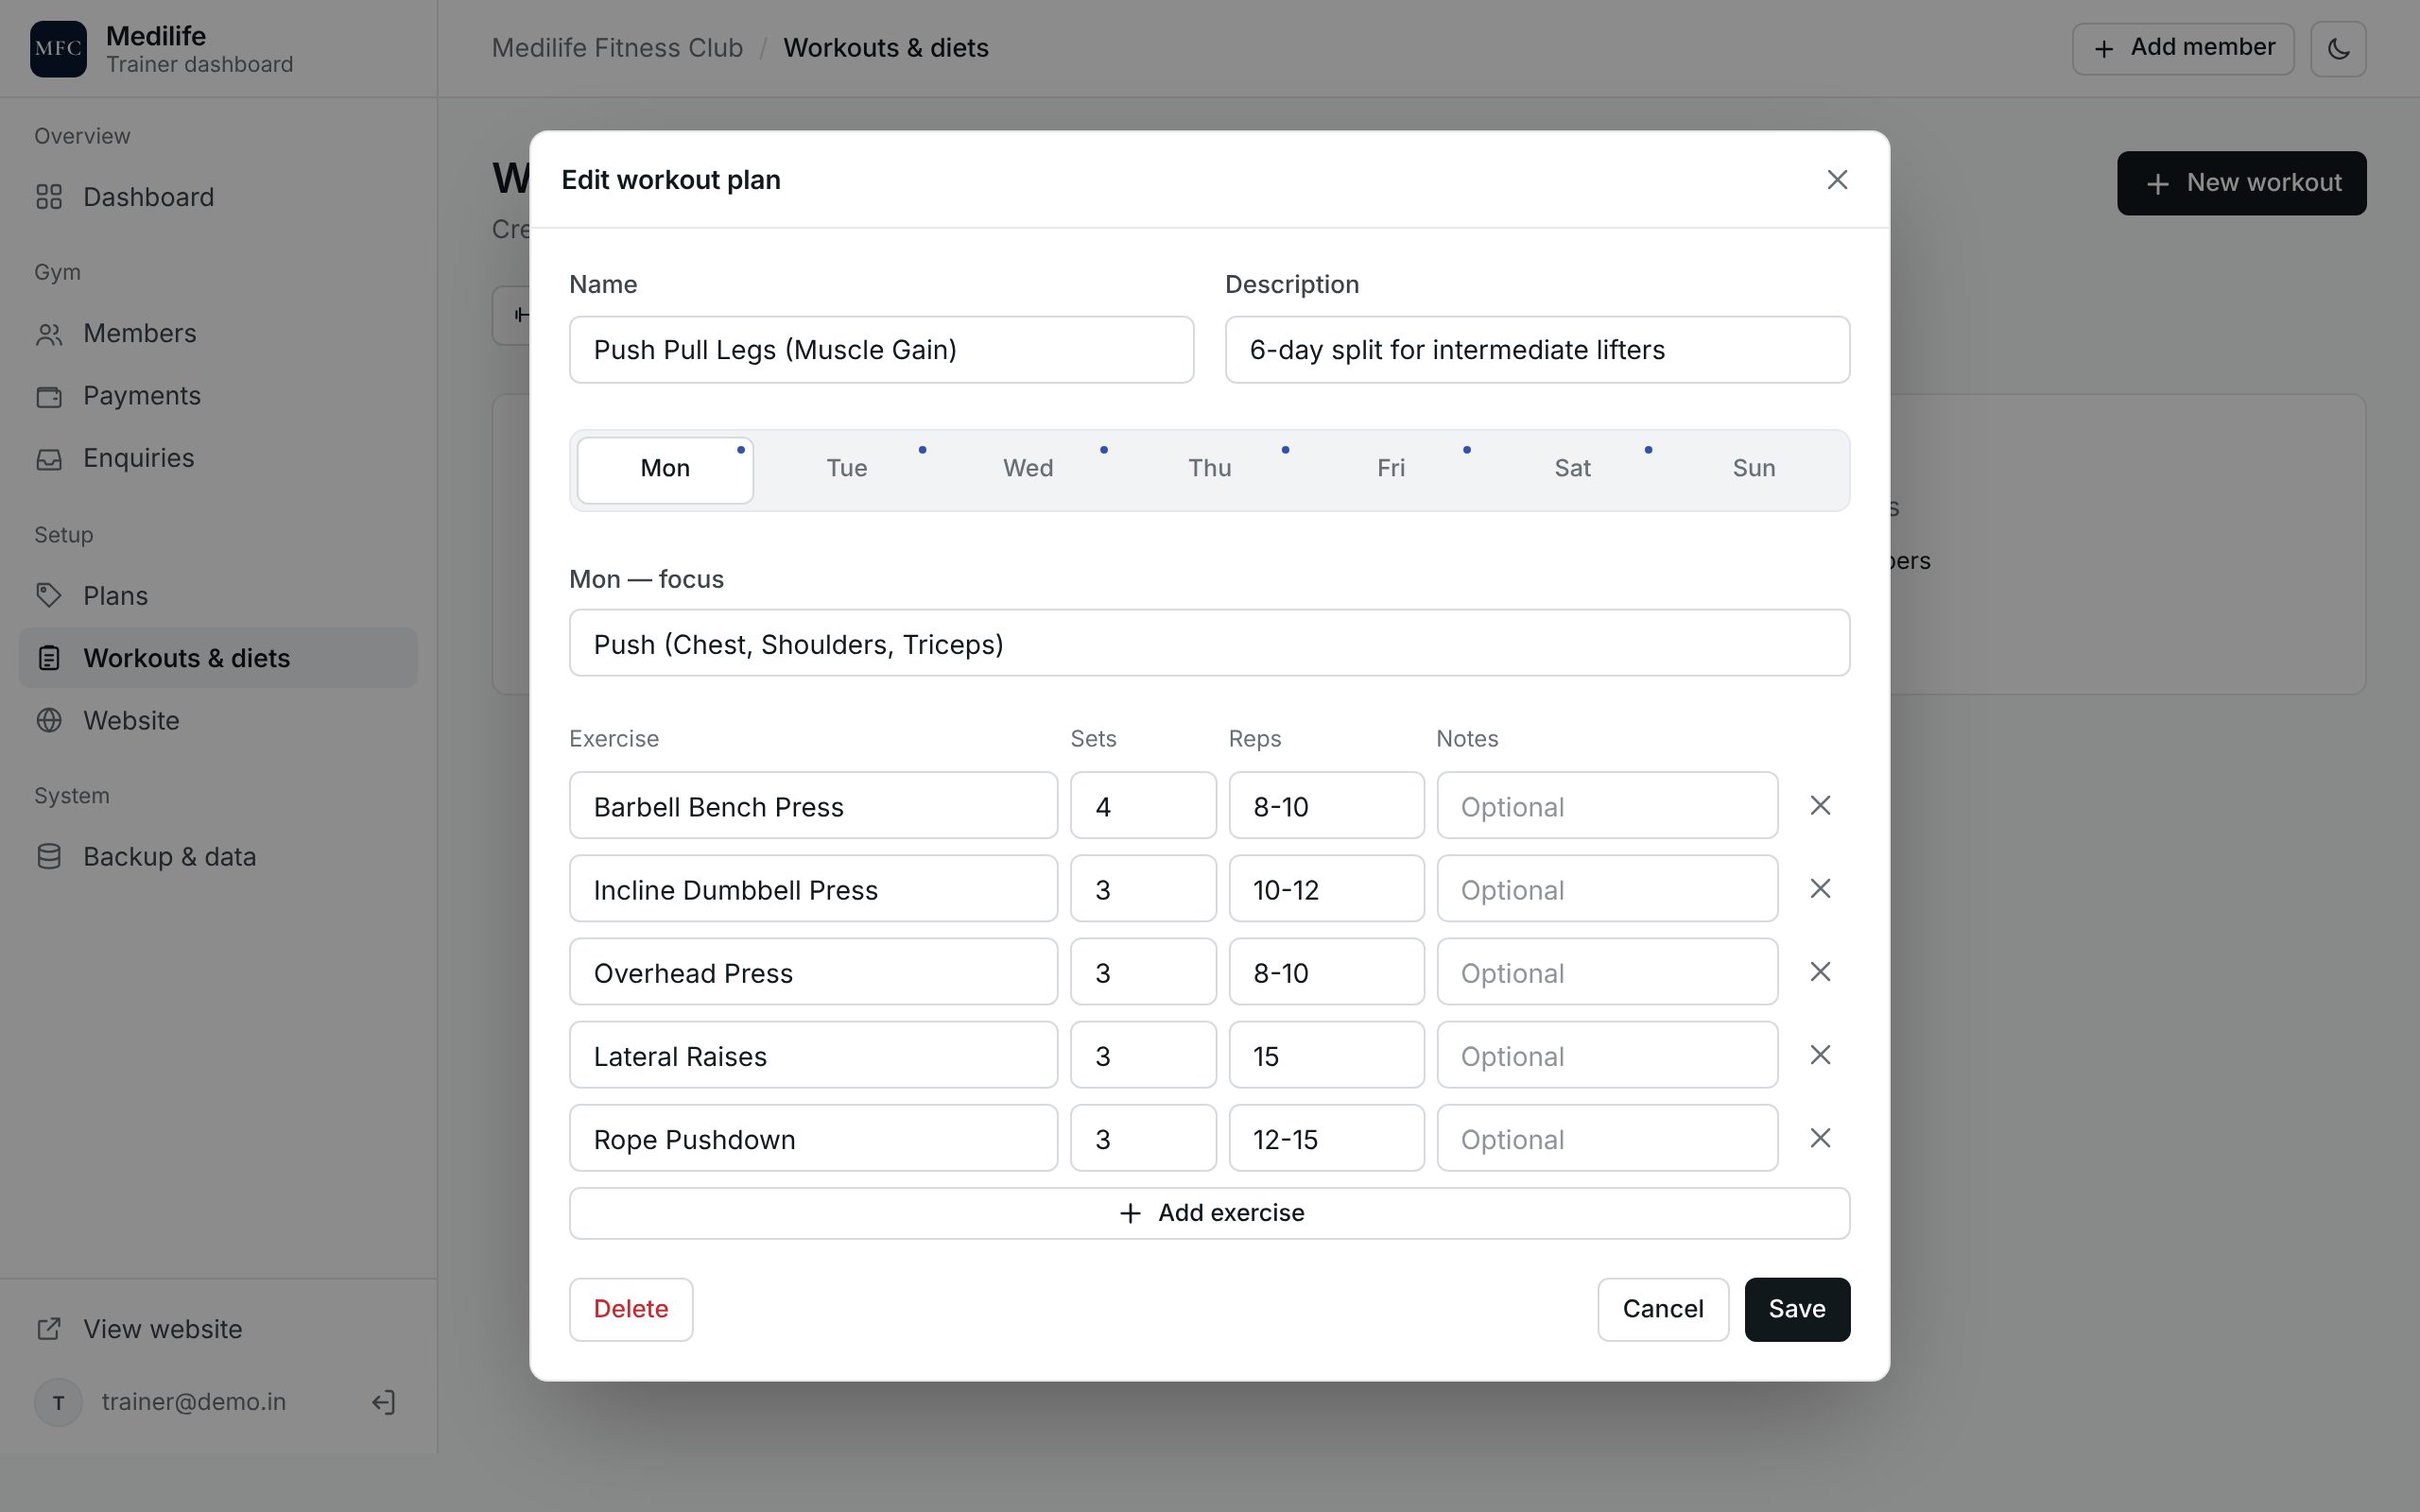 MFC
Medilife
Trainer dashboard
Medilife Fitness Club / Workouts & diets
+ Add member
Overview
Dashboard
Gym
Members
Payments
Enquiries
Setup
Plans
Workouts & diets
Website
System
Backup & data
View website
T trainer@demo.in
+ New workout
Edit workout plan
Name Description
Push Pull Legs (Muscle Gain) 6-day split for intermediate lifters
Mon Tue Wed Thu Fri Sat Sun
Mon — focus
Push (Chest, Shoulders, Triceps)
Exercise Sets Reps Notes
Barbell Bench Press 4 8-10 Optional
Incline Dumbbell Press 3 10-12 Optional
Overhead Press 3 8-10 Optional
Lateral Raises 3 15 Optional
Rope Pushdown 3 12-15 Optional
+ Add exercise
Delete Cancel Save